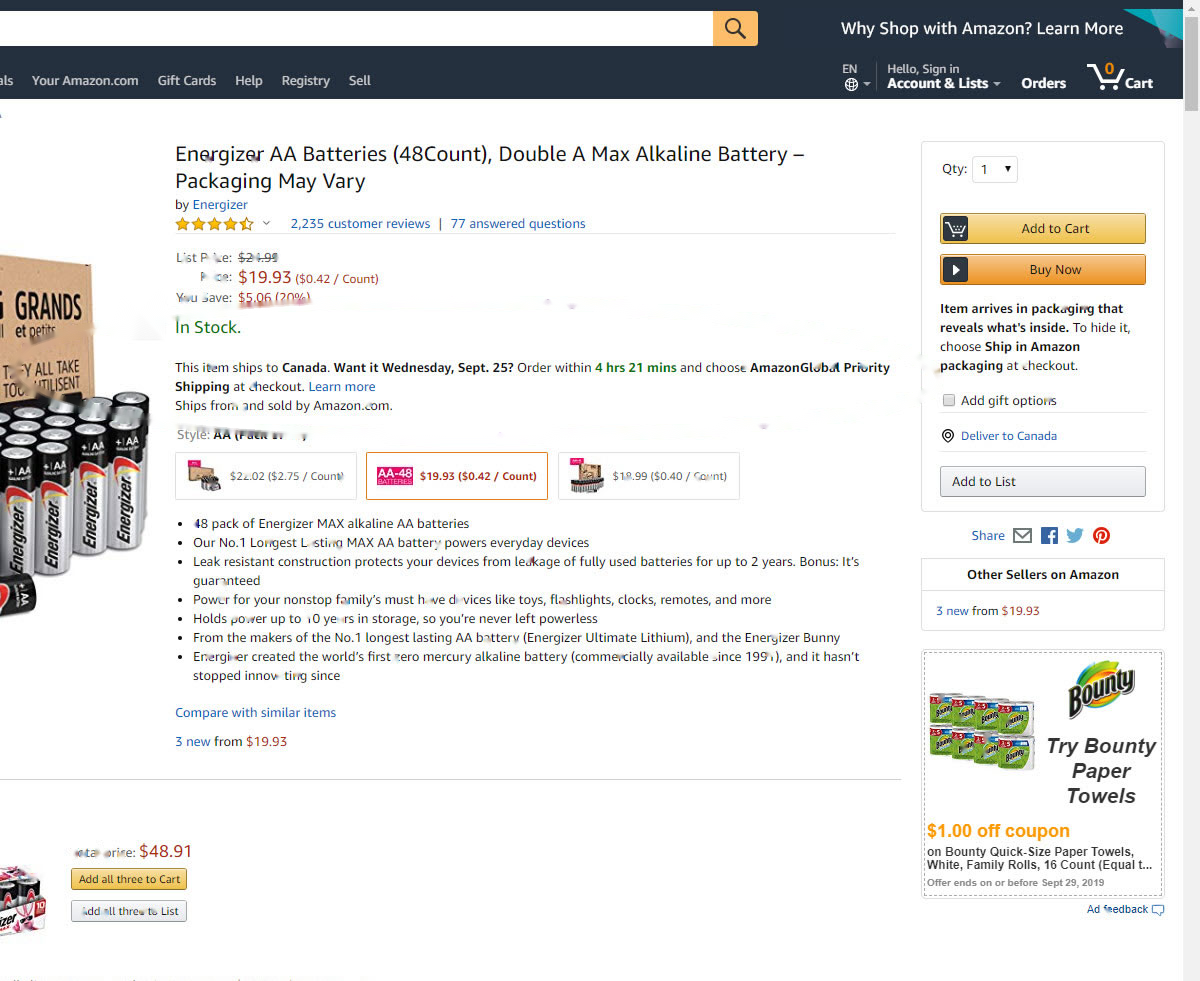 Why Shop with Amazon? Learn More
Your Amazon.com Gift Cards Help Registry Sell
EN
Hello, Sign in
Account & Lists
Orders
0
Cart
Energizer AA Batteries (48Count), Double A Max Alkaline Battery –
Packaging May Vary
by Energizer
2,235 customer reviews | 77 answered questions
List $24.99
$19.93 ($0.42 / Count)
You Save: $5.06 (20%)
In Stock.
This item ships to Canada. Want it Wednesday, Sept. 25? Order within 4 hrs 21 mins and choose AmazonGlobal Priority
Shipping at checkout. Learn more
Ships from and sold by Amazon.com.
Style: AA
($2.75 / Count)
AA-48
BATTERIES
$19.93 ($0.42 / Count)
($0.40 / Count)
48 pack of Energizer MAX alkaline AA batteries
Our No.1 Longest Lasting MAX AA battery powers everyday devices
Leak resistant construction protects your devices from leakage of fully used batteries for up to 2 years. Bonus: It's
guaranteed
Power for your nonstop family's must have devices like toys, flashlights, clocks, remotes, and more
Holds power up to 10 years in storage, so you're never left powerless
From the makers of the No.1 longest lasting AA battery (Energizer Ultimate Lithium), and the Energizer Bunny
Energizer created the world's first zero mercury alkaline battery (commercially available since and it hasn't
stopped innovating since
Compare with similar items
3 new from $19.93
GRANDS
et petits
ALL TAKE
UTILISENT
+AA
+AA
+AA
+AA
Energizer
Energizer
Energizer
Energizer
AA
price: $48.91
Add all three to Cart
Add all three to List
Qty: 1
Add to Cart
Buy Now
Item arrives in packaging that
reveals what's inside. To hide it,
choose Ship in Amazon
packaging at checkout.
Add gift options
Deliver to Canada
Add to List
Share
Other Sellers on Amazon
3 new from $19.93
Bounty
Try Bounty
Paper
Towels
$1.00 off coupon
on Bounty Quick-Size Paper Towels,
White, Family Rolls, 16 Count (Equal t...
Offer ends on or before Sept 29, 2019
Ad feedback